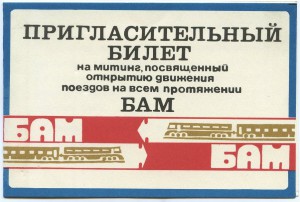 ПРИГЛАСИТЕЛЬНЫЙ
БИЛЕТ
на митинг, посвященный
открытию движения
поездов на всем протяжении
БАМ
БАМ
БАМ